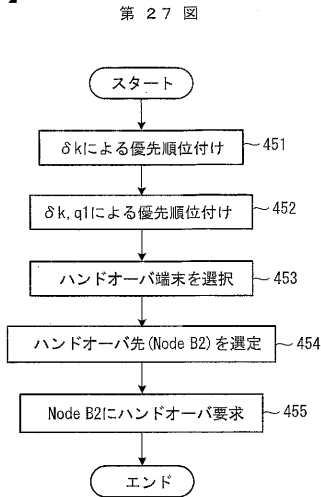 第 27 図
スタート
δkによる優先順位付け 451
δk,q1による優先順位付け 452
ハンドオーバ端末を選択 453
ハンドオーバ先(Node B2)を選定 454
Node B2にハンドオーバ要求 455
エンド